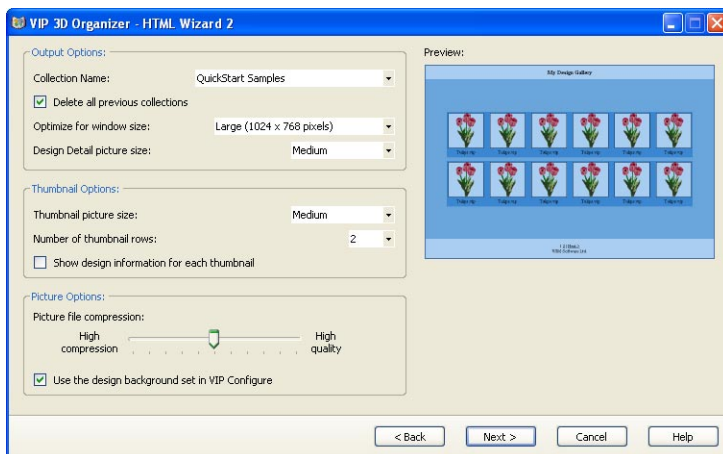 VIP 3D Organizer - HTML Wizard 2
Output Options:
Collection Name: QuickStart Samples
Delete all previous collections
Optimize for window size: Large (1024 x 768 pixels)
Design Detail picture size: Medium
Thumbnail Options:
Thumbnail picture size: Medium
Number of thumbnail rows: 2
Show design information for each thumbnail
Picture Options:
Picture file compression:
High compression
High quality
Use the design background set in VIP Configure
Preview:
My Design Gallery
< Back
Next >
Cancel
Help